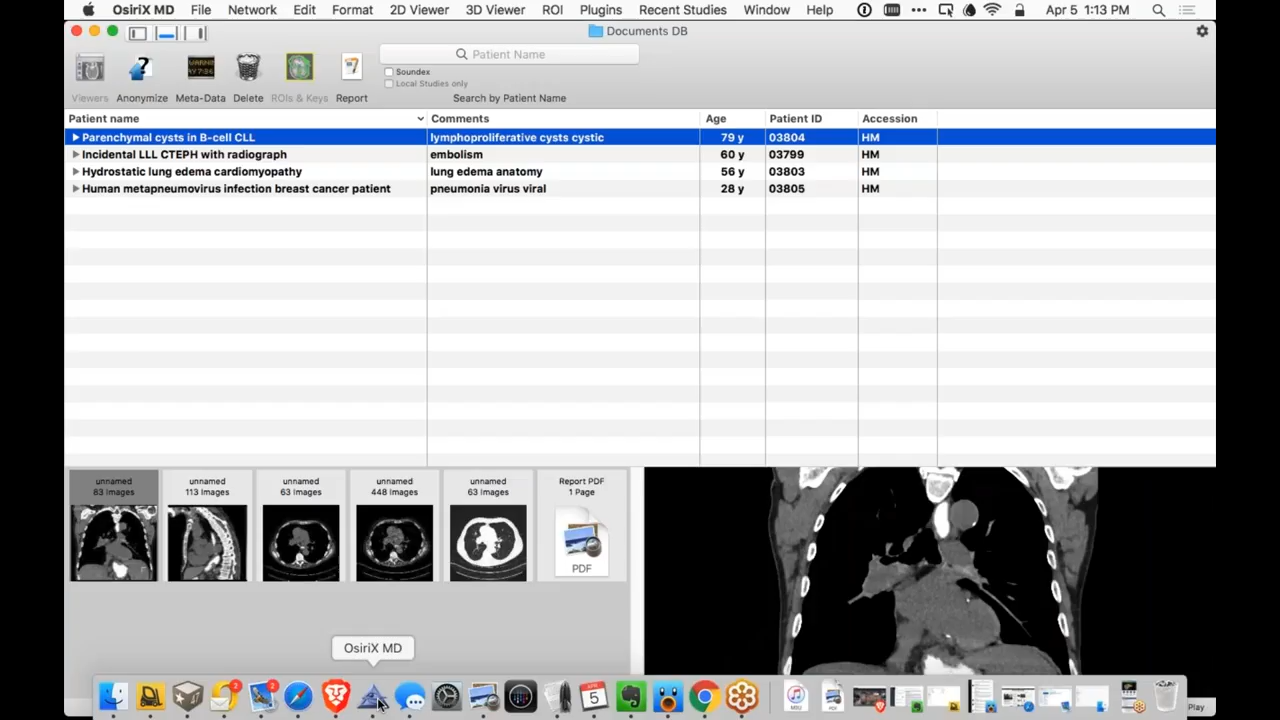 OsiriX MD File Network Edit Format 2D Viewer 3D Viewer ROI Plugins Recent Studies Window Help Apr 5 1:13 PM
Documents DB
Patient Name
Soundex
Local Studies only
Viewers Anonymize Meta-Data Delete ROIs & Keys Report Search by Patient Name
Patient name Comments Age Patient ID Accession
Parenchymal cysts in B-cell CLL lymphoproliferative cysts cystic 79 y 03804 HM
Incidental LLL CTEPH with radiograph embolism 60 y 03799 HM
Hydrostatic lung edema cardiomyopathy lung edema anatomy 56 y 03803 HM
Human metapneumovirus infection breast cancer patient pneumonia virus viral 28 y 03805 HM
unnamed unnamed unnamed unnamed unnamed Report PDF
83 Images 113 Images 63 Images 448 Images 63 Images 1 Page
PDF
OsiriX MD
5
Play